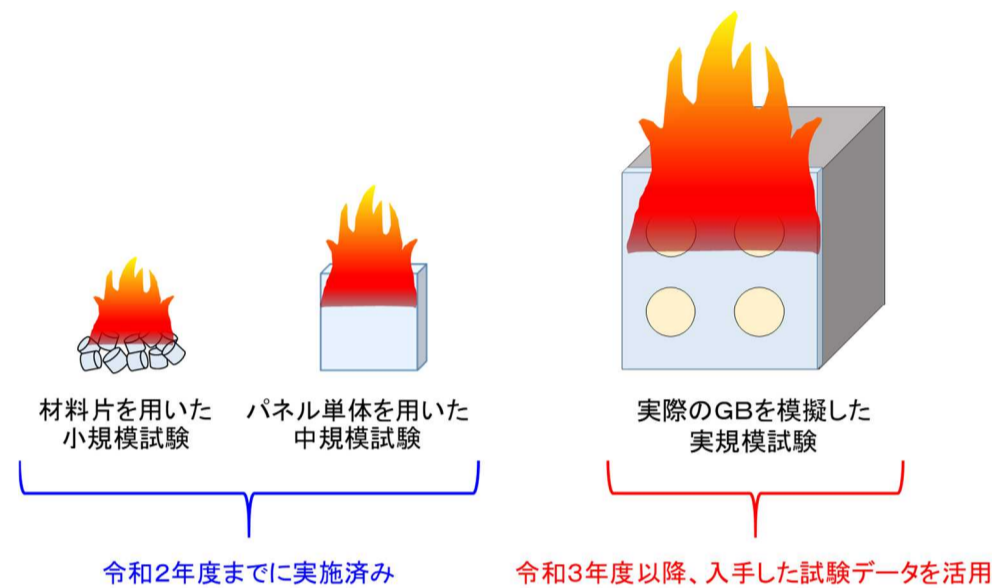 材料片を用いた
小規模試験
パネル単体を用いた
中規模試験
実際のGBを模擬した
実規模試験
令和2年度までに実施済み
令和3年度以降、入手した試験データを活用